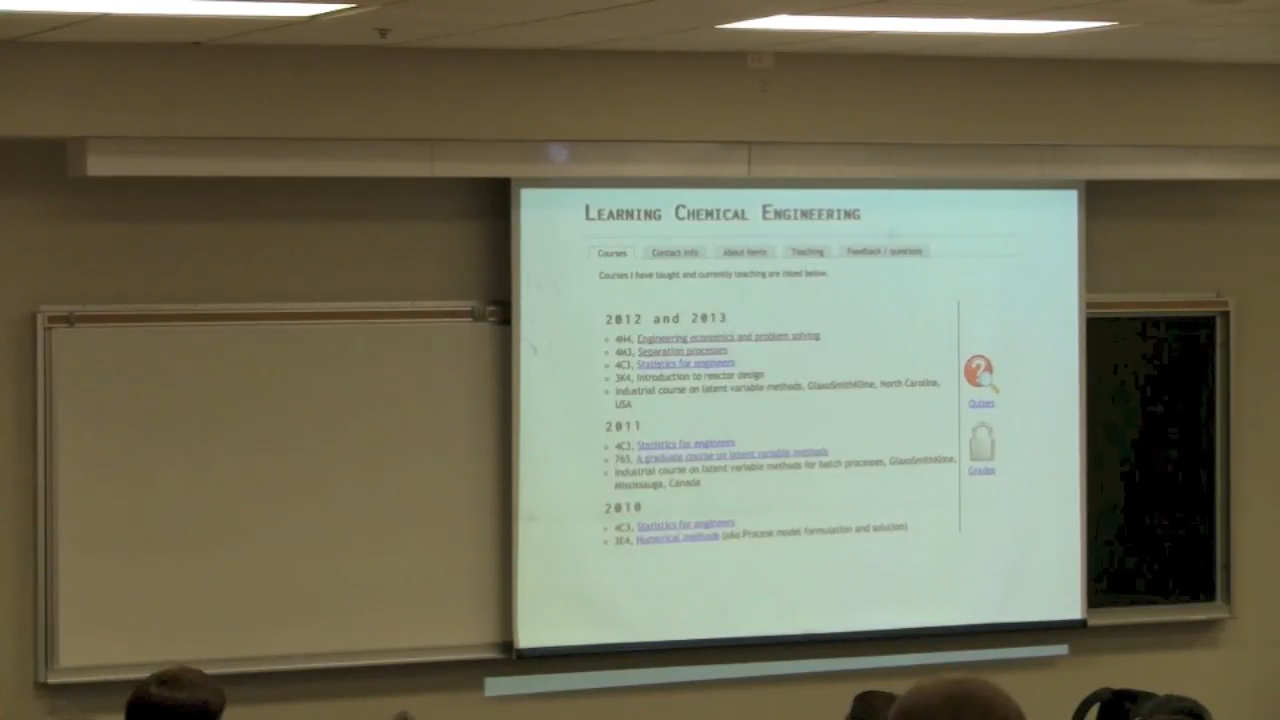 Learning Chemical Engineering
Courses Contact Info About Kevin Teaching Feedback / questions
Courses I have taught and currently teaching are listed below.
2012 and 2013
4N4, Engineering economics and problem solving
4M3, Separation processes
4C3, Statistics for engineers
3K4, Introduction to reactor design
Industrial course on latent variable methods, GlaxoSmithKline, North Carolina,
USA
2011
4C3, Statistics for engineers
765, A graduate course on latent variable methods
Industrial course on latent variable methods for batch processes, GlaxoSmithKline,
Mississauga, Canada
2010
4C3, Statistics for engineers
3E4, Numerical methods (aka Process model formulation and solution)
?
Quizes
Grades